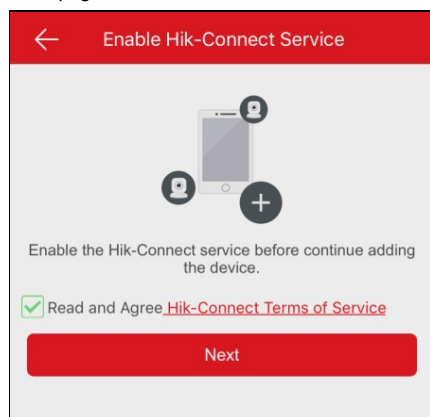 Enable Hik-Connect Service
Enable the Hik-Connect service before continue adding
the device.
Read and Agree Hik-Connect Terms of Service
Next